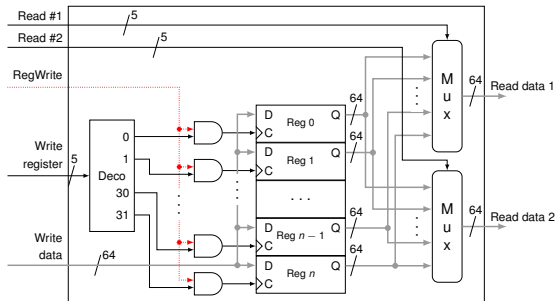 Read #1
5
Read #2
5
RegWrite
Write
register
5
Deco
0
1
30
31
Write
data
64
D
Q
64
Reg 0
C
D
Q
64
Reg 1
C
. . .
D
Q
64
Reg n − 1
C
D
Q
64
Reg n
C
M
u
x
64
Read data 1
M
u
x
64
Read data 2